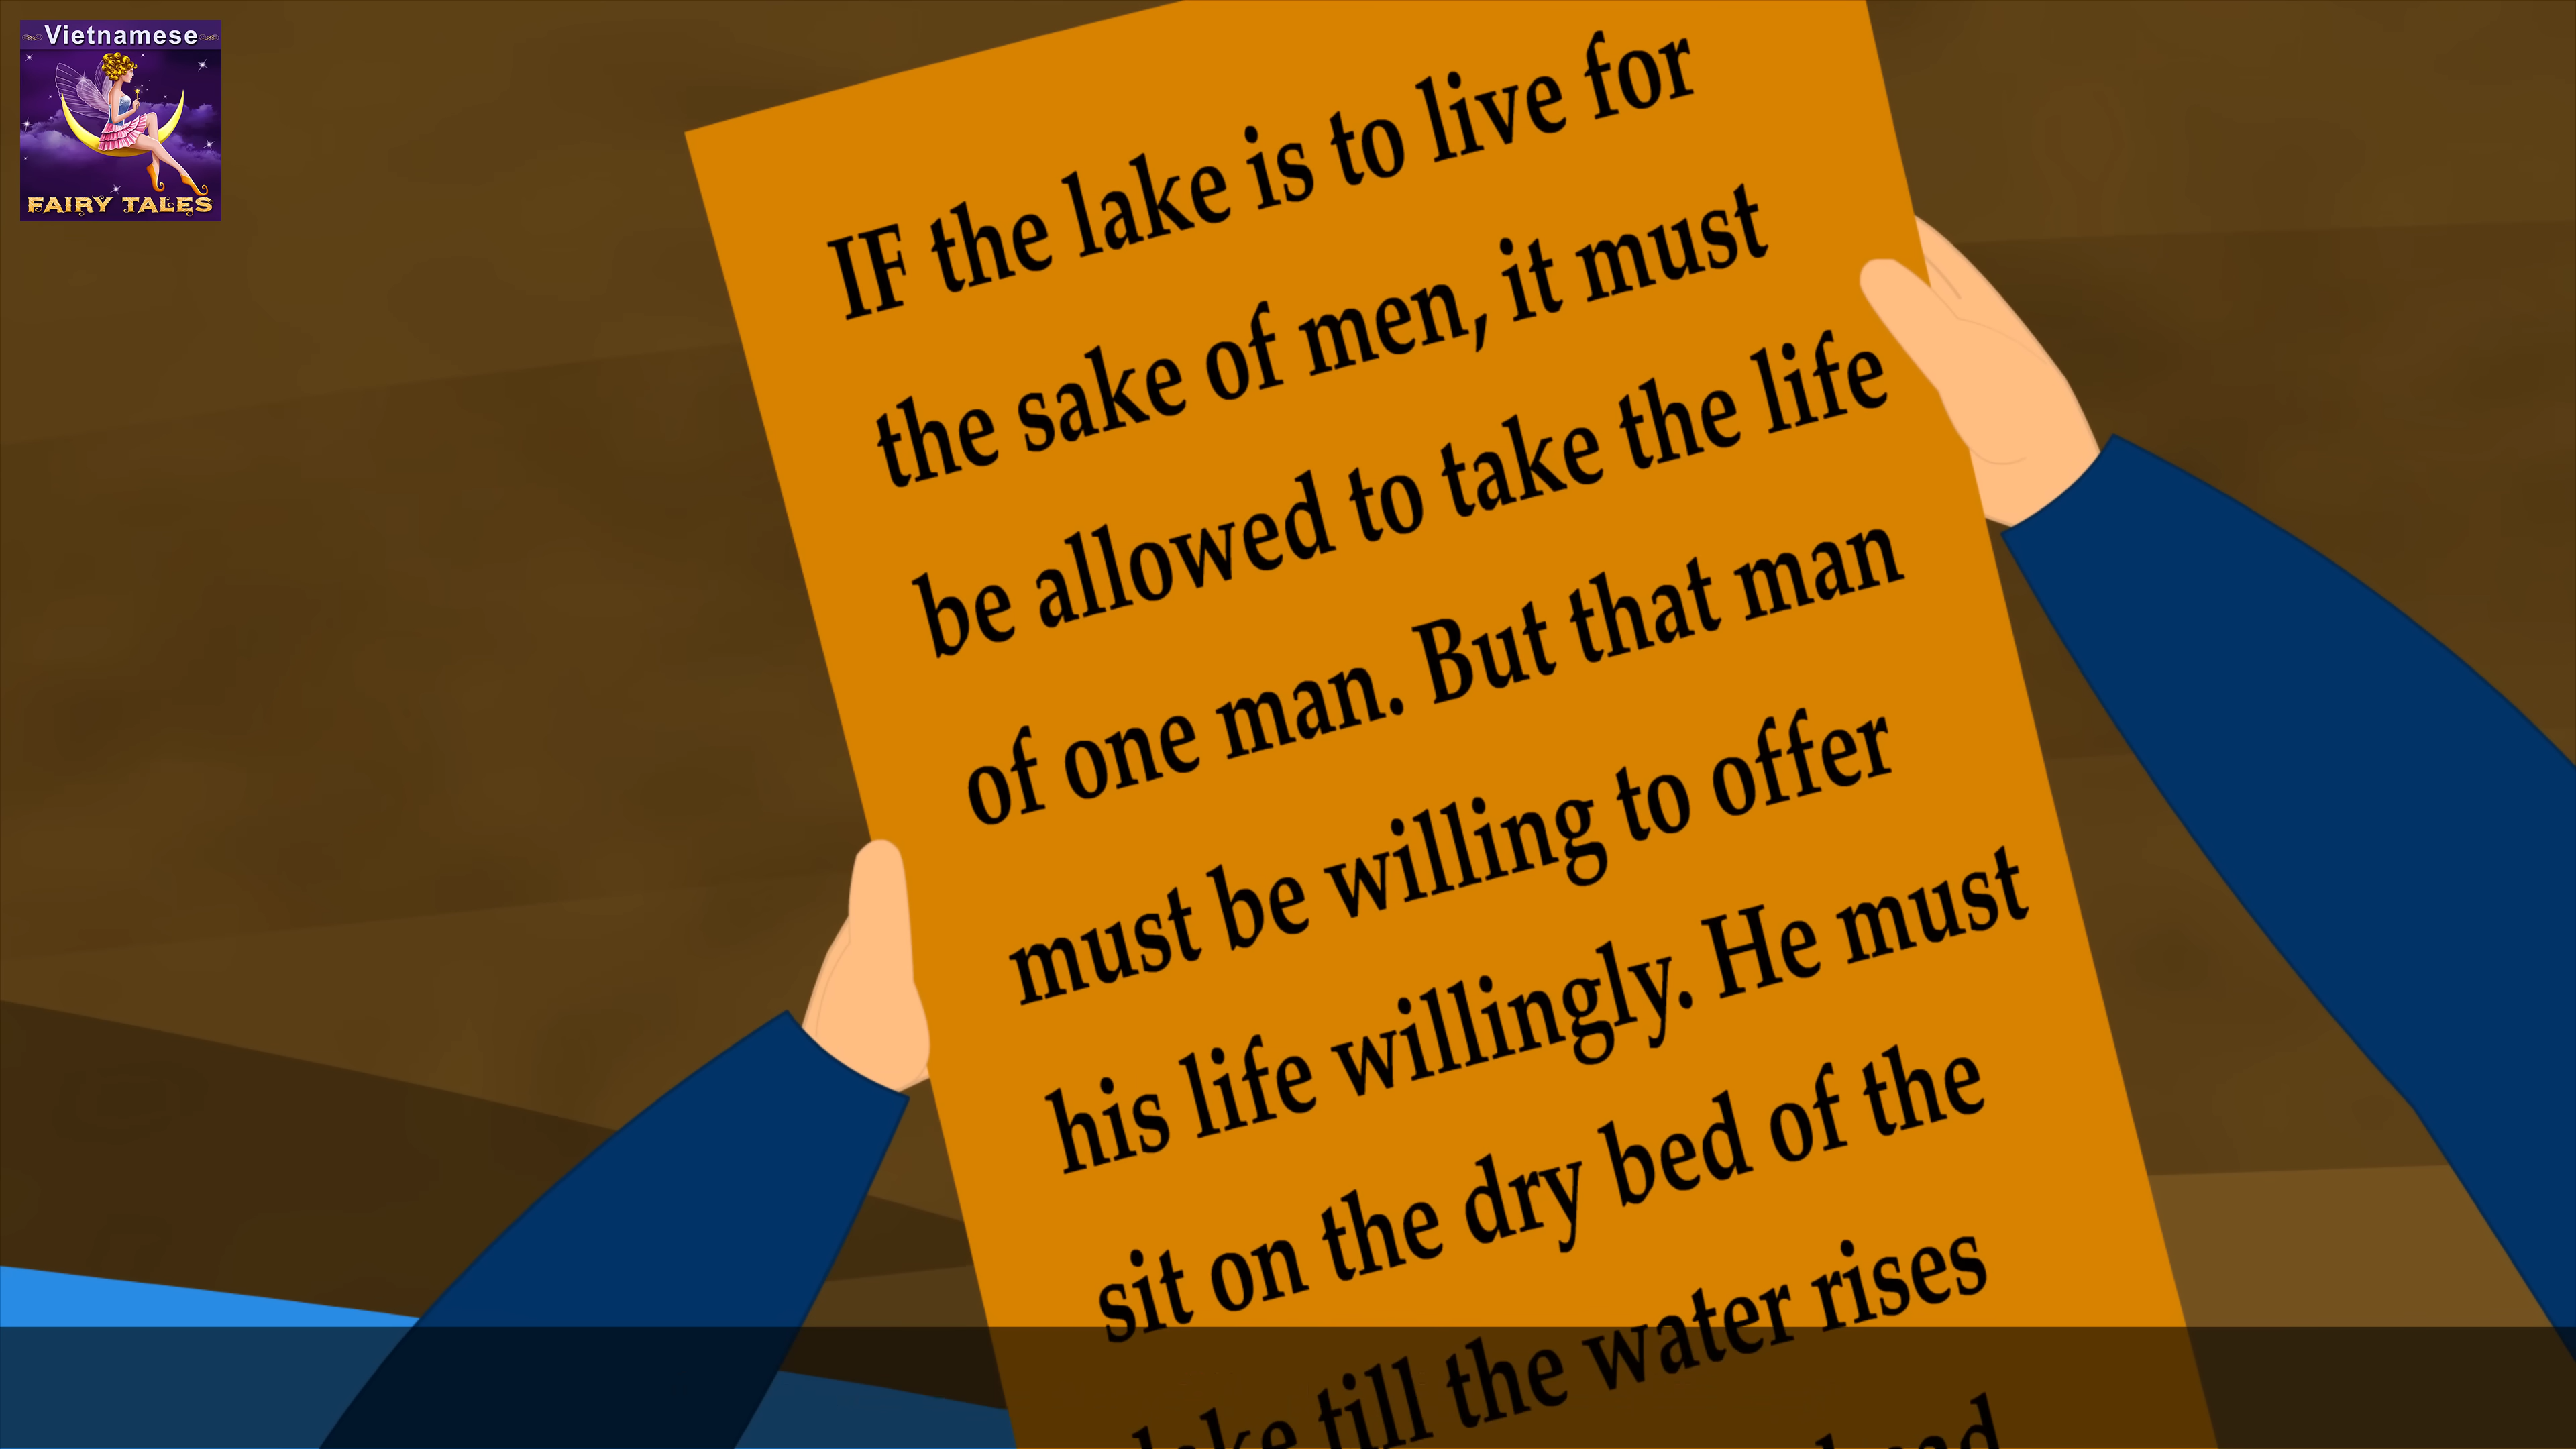 Vietnamese
FAIRY TALES
IF the lake is to live for
the sake of men, it must
be allowed to take the life
of one man. But that man
must be willing to offer
his life willingly. He must
sit on the dry bed of the
lake till the water rises